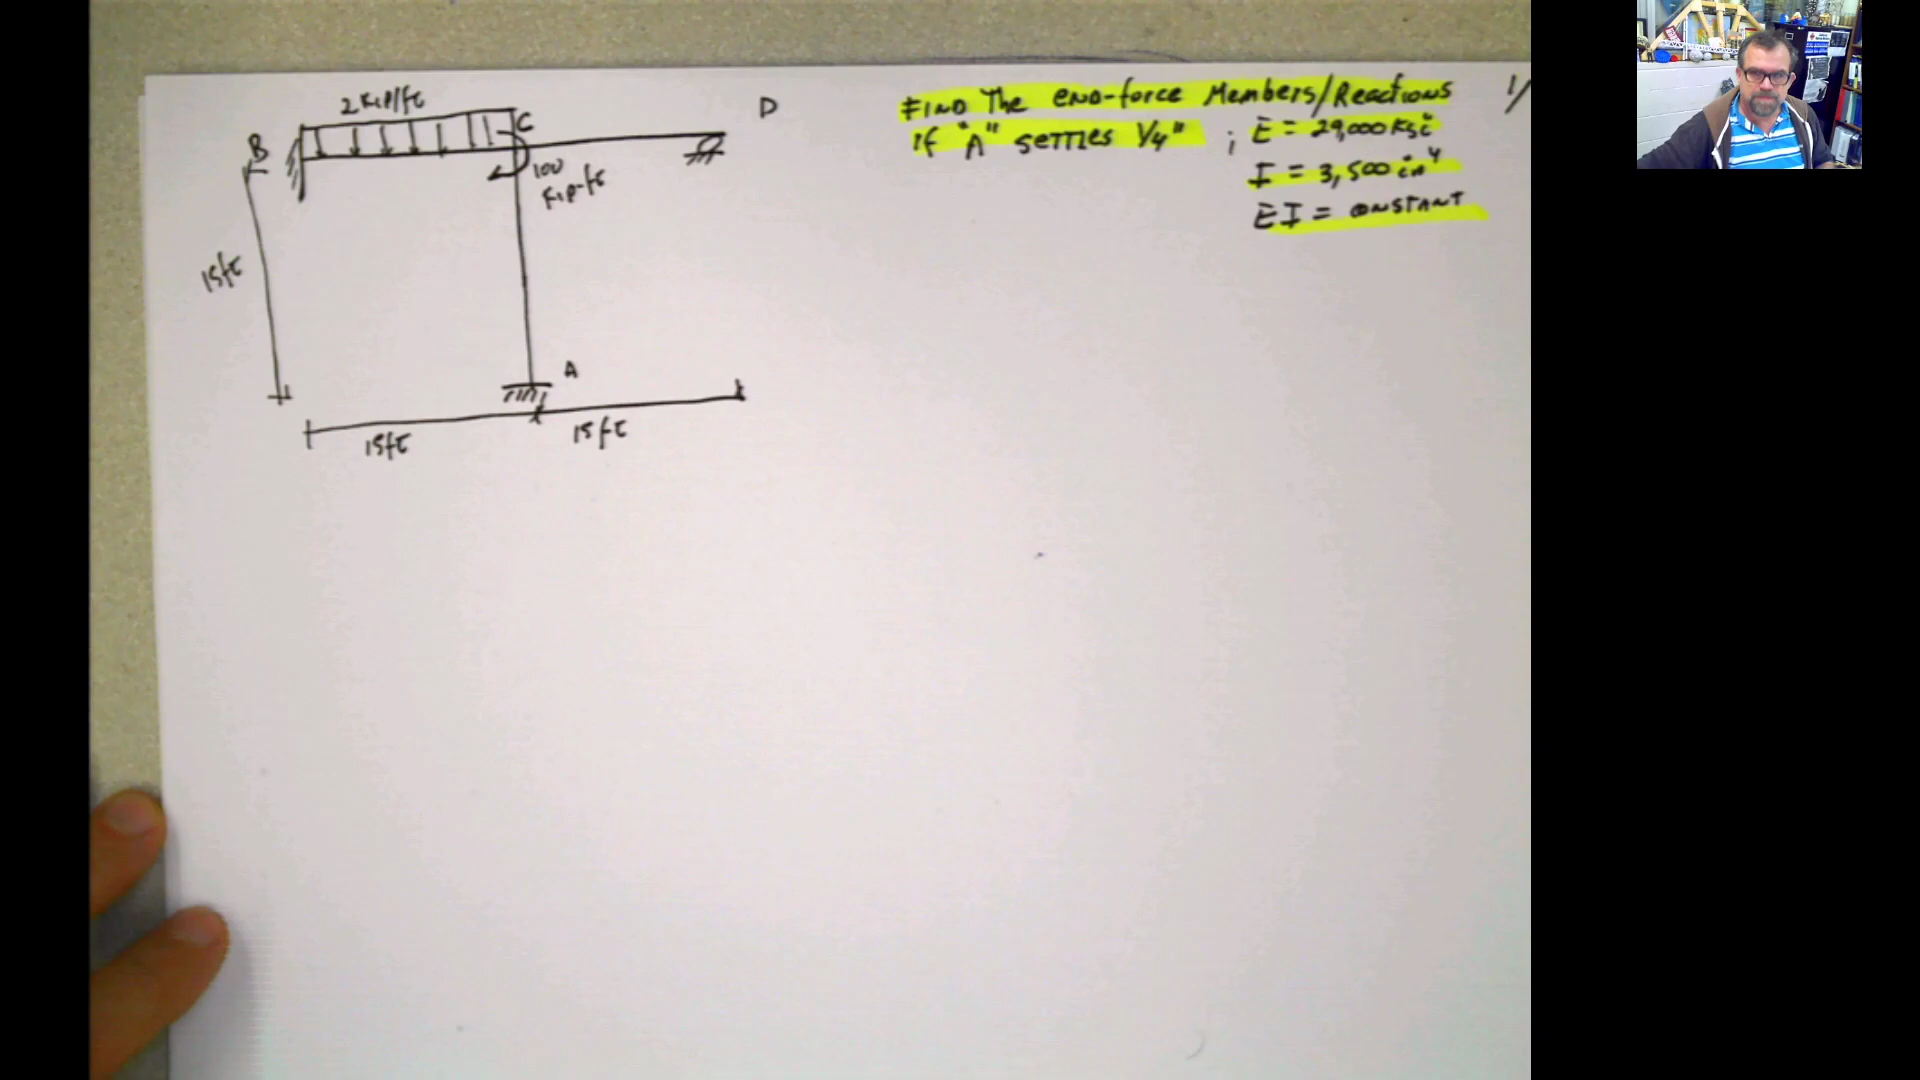 FIND The end-force Members/Reactions 1/
If "A" settles 1/4" ; E = 29,000 Ksi
I = 3,500 in⁴
EI = constant
2 Kip/ft
B
C
D
100
Kip-ft
15ft
A
15ft
15ft